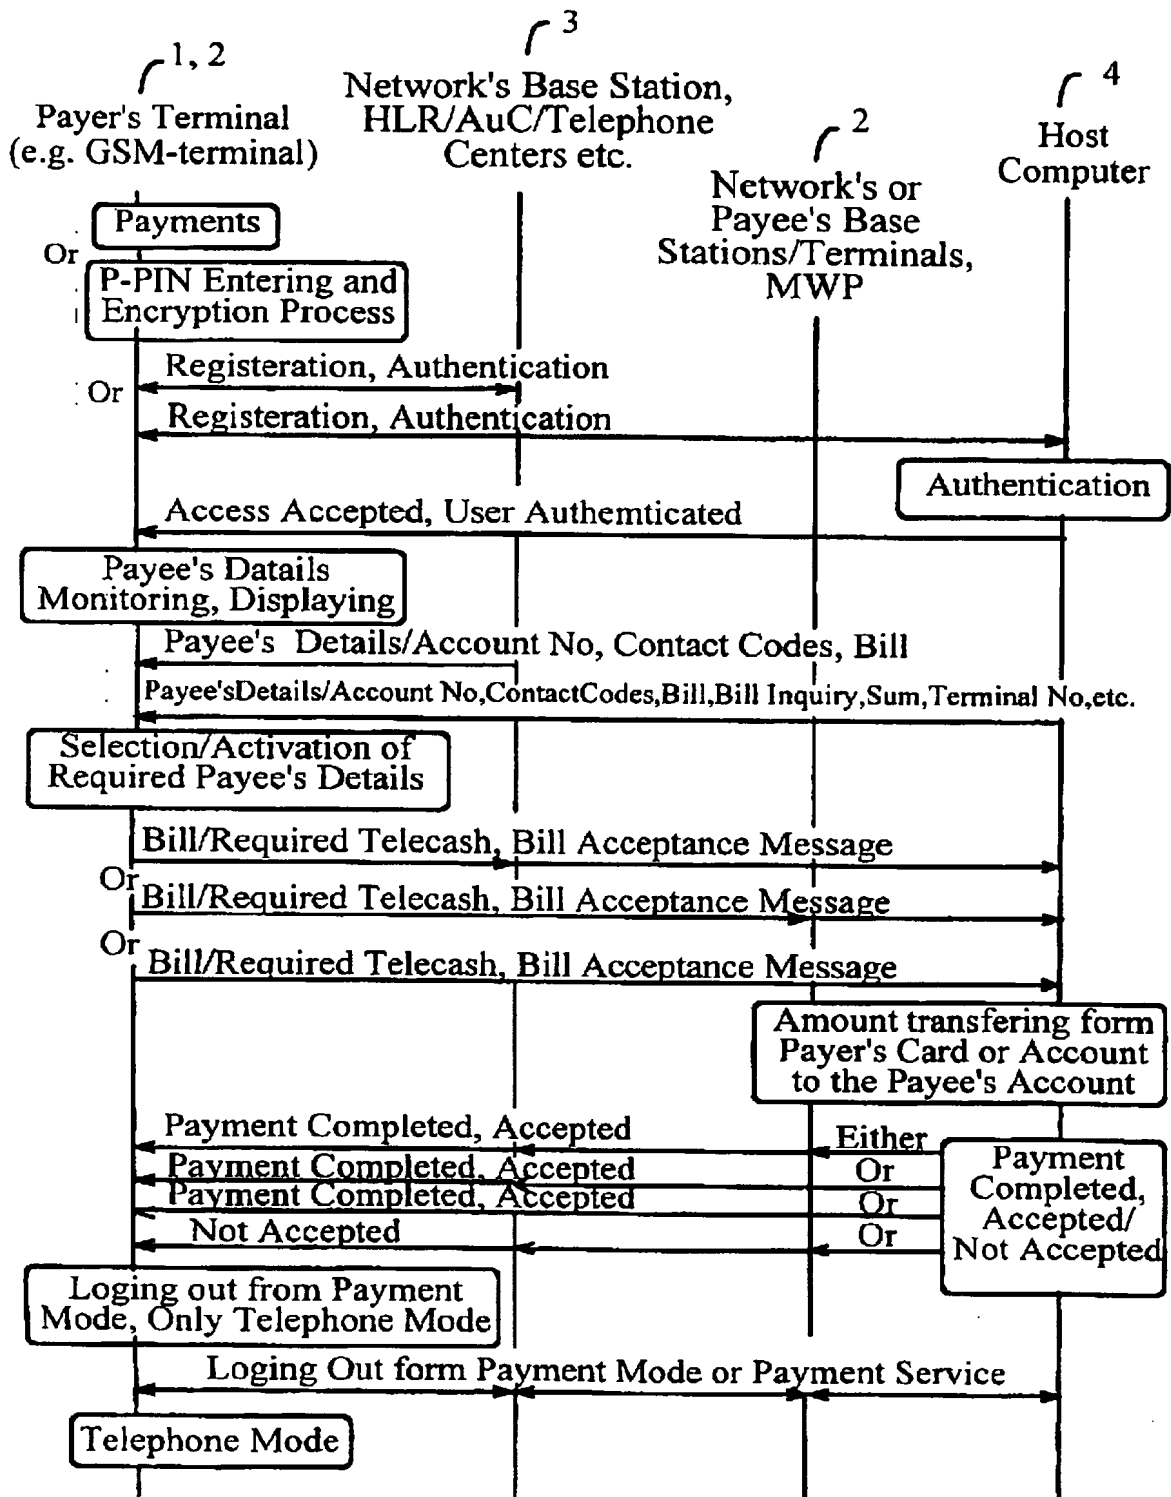 1, 2
3
4
2
Payer's Terminal
(e.g. GSM-terminal)
Network's Base Station,
HLR/AuC/Telephone
Centers etc.
Network's or
Payee's Base
Stations/Terminals,
MWP
Host
Computer
Payments
Or
P-PIN Entering and
Encryption Process
Registeration, Authentication
Or
Registeration, Authentication
Authentication
Access Accepted, User Authemticated
Payee's Datails
Monitoring, Displaying
Payee's Details/Account No, Contact Codes, Bill
Payee'sDetails/Account No,ContactCodes,Bill,Bill Inquiry,Sum,Terminal No,etc.
Selection/Activation of
Required Payee's Details
Bill/Required Telecash, Bill Acceptance Message
Or
Bill/Required Telecash, Bill Acceptance Message
Or
Bill/Required Telecash, Bill Acceptance Message
Amount transfering form
Payer's Card or Account
to the Payee's Account
Payment Completed, Accepted
Either
Payment Completed, Accepted
Or
Payment Completed, Accepted
Or
Not Accepted
Or
Payment
Completed,
Accepted/
Not Accepted
Loging out from Payment
Mode, Only Telephone Mode
Loging Out form Payment Mode or Payment Service
Telephone Mode